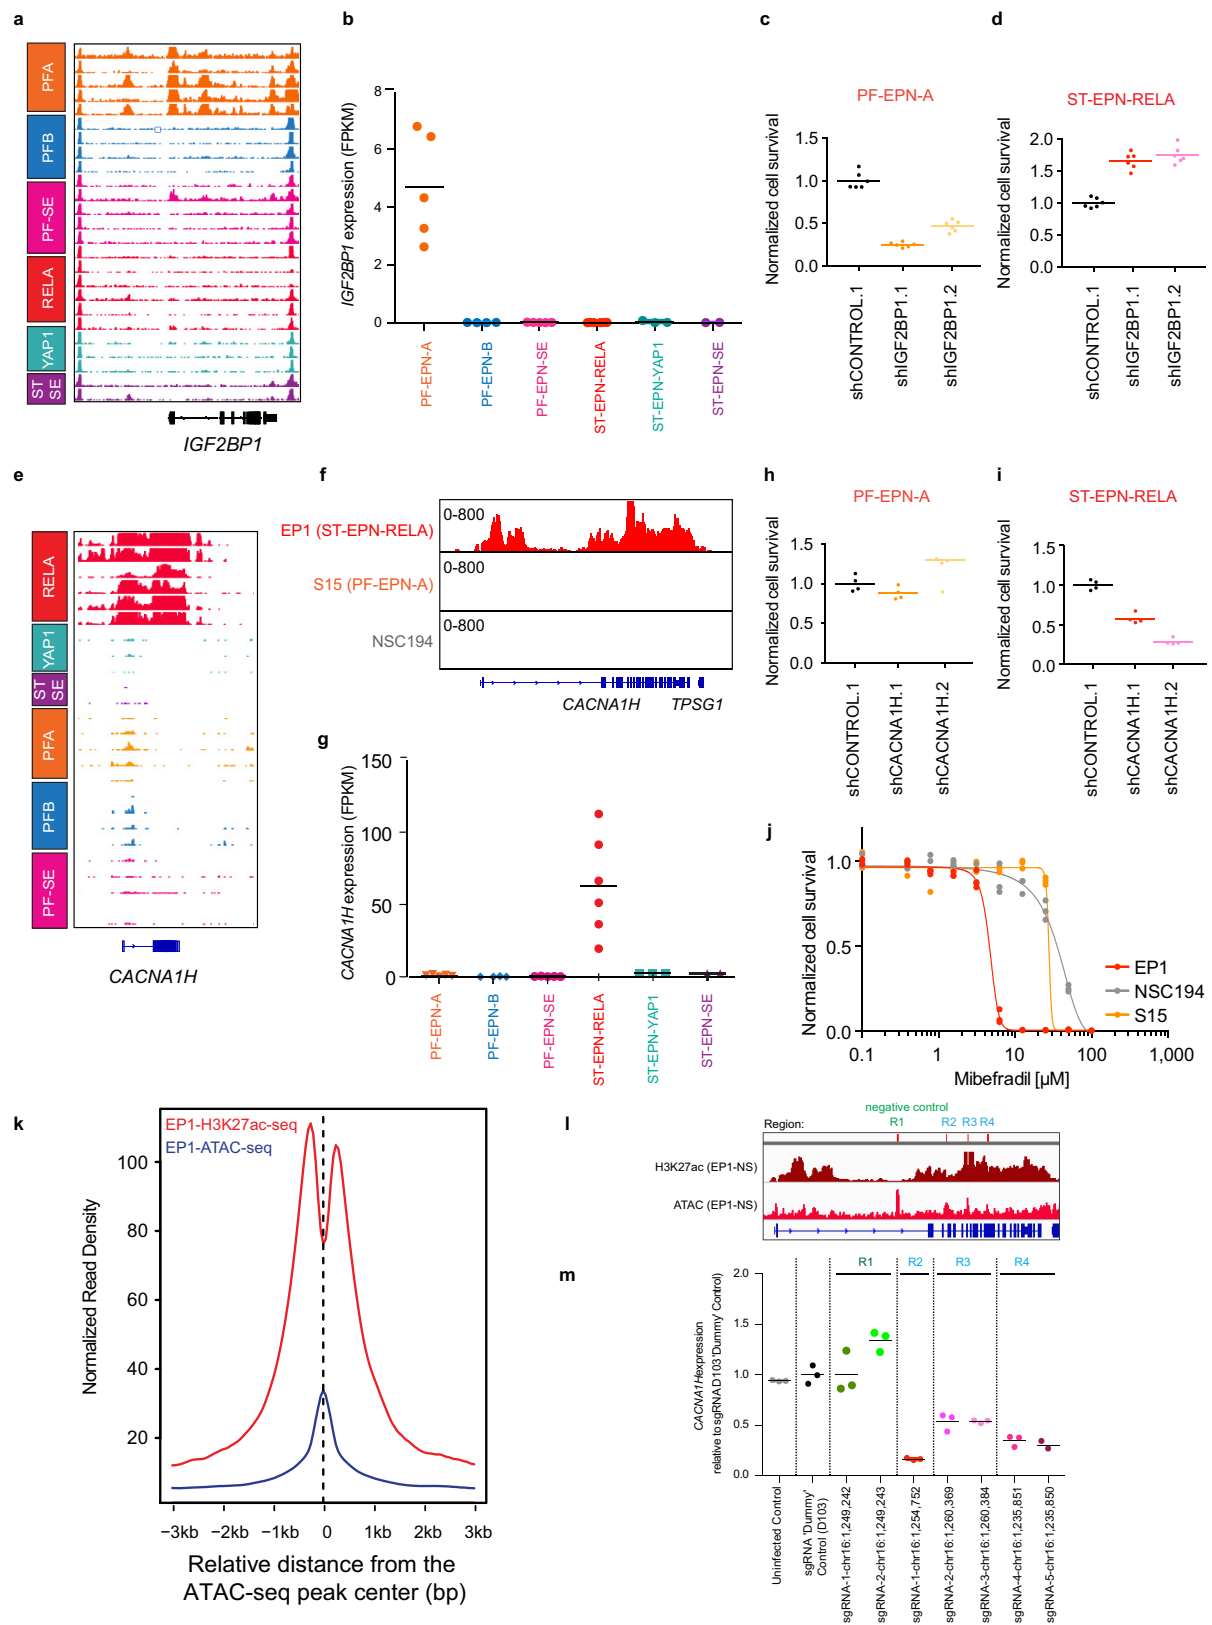 a
PFA
PFB
PF-SE
RELA
YAP1
ST
SE
IGF2BP1
b
IGF2BP1 expression (FPKM)
8
6
4
2
0
PF-EPN-A
PF-EPN-B
PF-EPN-SE
ST-EPN-RELA
ST-EPN-YAP1
ST-EPN-SE
c
PF-EPN-A
Normalized cell survival
1.5
1.0
0.5
0.0
shCONTROL.1
shIGF2BP1.1
shIGF2BP1.2
d
ST-EPN-RELA
Normalized cell survival
2.0
1.5
1.0
0.5
0.0
shCONTROL.1
shIGF2BP1.1
shIGF2BP1.2
e
RELA
YAP1
ST
SE
PFA
PFB
PF-SE
CACNA1H
f
EP1 (ST-EPN-RELA)
0-800
S15 (PF-EPN-A)
0-800
NSC194
0-800
CACNA1H TPSG1
g
CACNA1H expression (FPKM)
150
100
50
0
PF-EPN-A
PF-EPN-B
PF-EPN-SE
ST-EPN-RELA
ST-EPN-YAP1
ST-EPN-SE
h
PF-EPN-A
Normalized cell survival
1.5
1.0
0.5
0.0
shCONTROL.1
shCACNA1H.1
shCACNA1H.2
i
ST-EPN-RELA
Normalized cell survival
1.5
1.0
0.5
0.0
shCONTROL.1
shCACNA1H.1
shCACNA1H.2
j
Normalized cell survival
1.0
0.5
0.0
EP1
NSC194
S15
0.1 1 10 100 1,000
Mibefradil [µM]
k
EP1-H3K27ac-seq
EP1-ATAC-seq
Normalized Read Density
100
80
60
40
20
−3kb −2kb −1kb 0 1kb 2kb 3kb
Relative distance from the
ATAC-seq peak center (bp)
l
negative control
Region: R1 R2 R3 R4
H3K27ac (EP1-NS)
ATAC (EP1-NS)
m
R1 R2 R3 R4
CACNA1Hexpression
relative to sgRNA D103 'Dummy' Control)
2.0
1.5
1.0
0.5
0.0
Uninfected Control
sgRNA 'Dummy'
Control (D103)
sgRNA-1-chr16:1,249,242
sgRNA-2-chr16:1,249,243
sgRNA-1-chr16:1,254,752
sgRNA-2-chr16:1,260,369
sgRNA-3-chr16:1,260,384
sgRNA-4-chr16:1,235,851
sgRNA-5-chr16:1,235,850